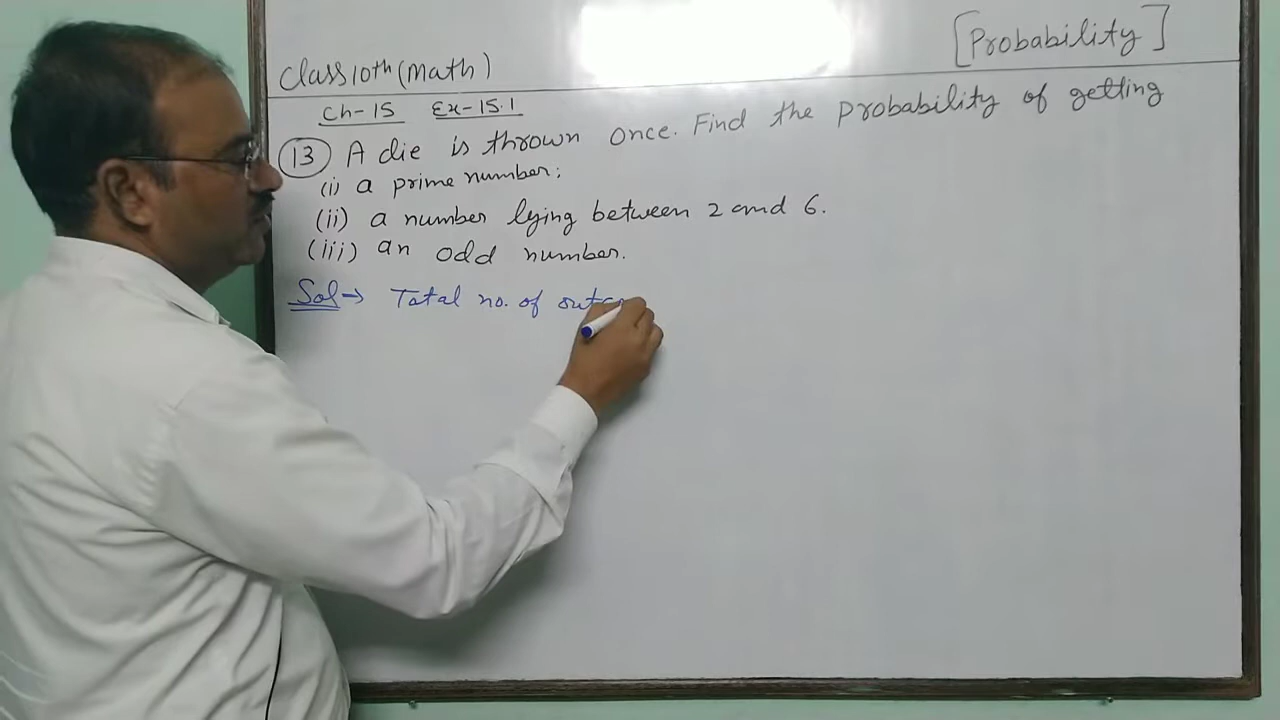 [Probability]
Class 10th (Math)
Ch-15 Ex-15.1
13 A die is thrown once. Find the probability of getting
(i) a prime number;
(ii) a number lying between 2 and 6.
(iii) an odd number.
Sol→ Total no. of